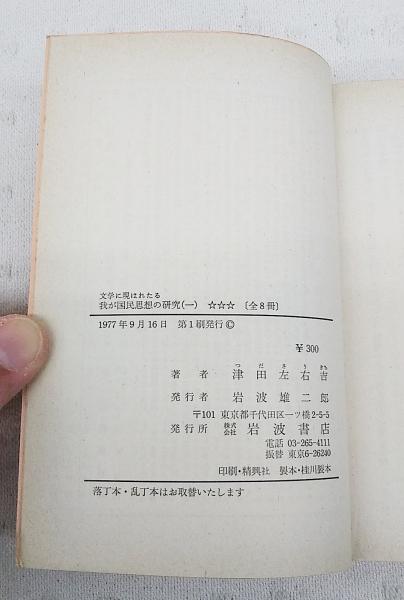 文学に現はれたる
我が国民思想の研究(一) ☆☆☆ 〔全8冊〕
1977年9月16日 第1刷発行©
¥300
つださうきち
著者 津田左右吉
発行者 岩波雄二郎
〒101 東京都千代田区一ツ橋2-5-5
発行所 株式会社 岩波書店
電話 03-265-4111
振替 東京6-26240
印刷・精興社 製本・桂川製本
落丁本・乱丁本はお取替いたします